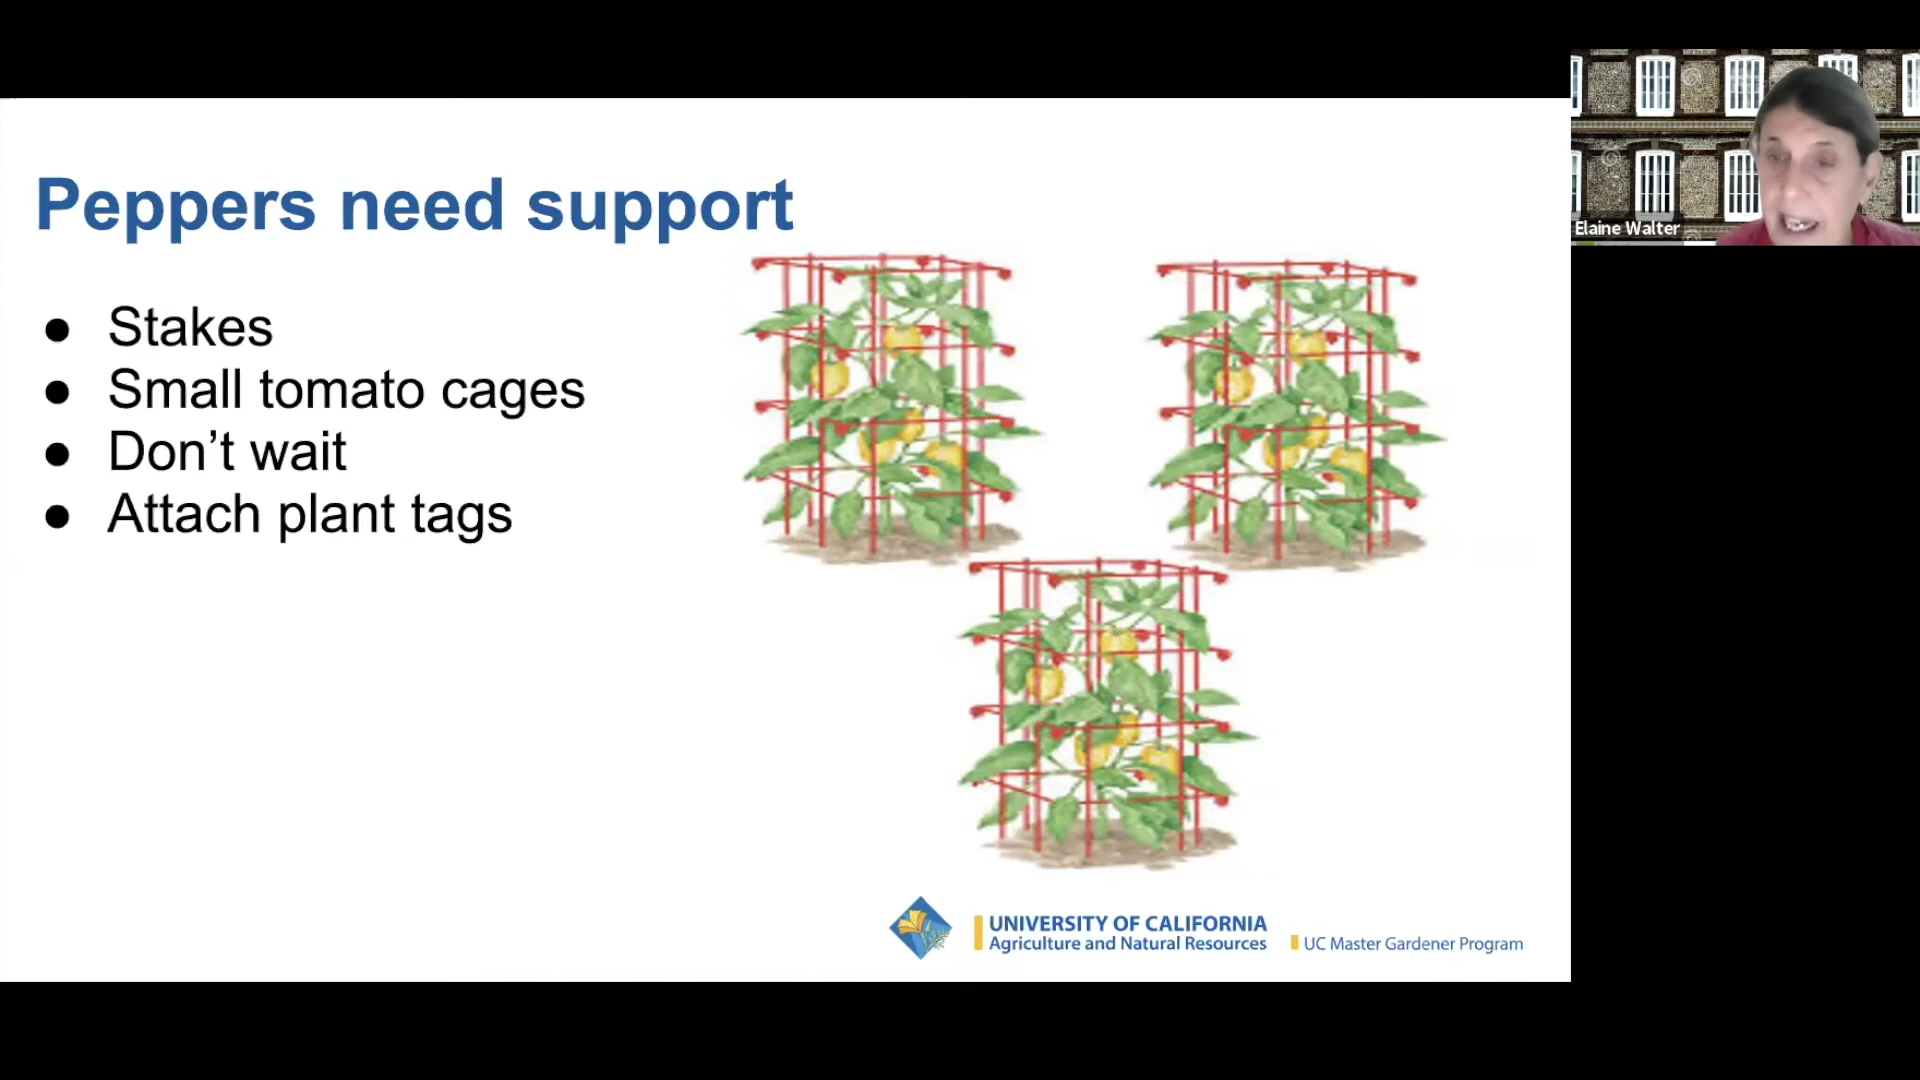 Peppers need support
● Stakes
● Small tomato cages
● Don’t wait
● Attach plant tags
Elaine Walter
UNIVERSITY OF CALIFORNIA
Agriculture and Natural Resources
UC Master Gardener Program